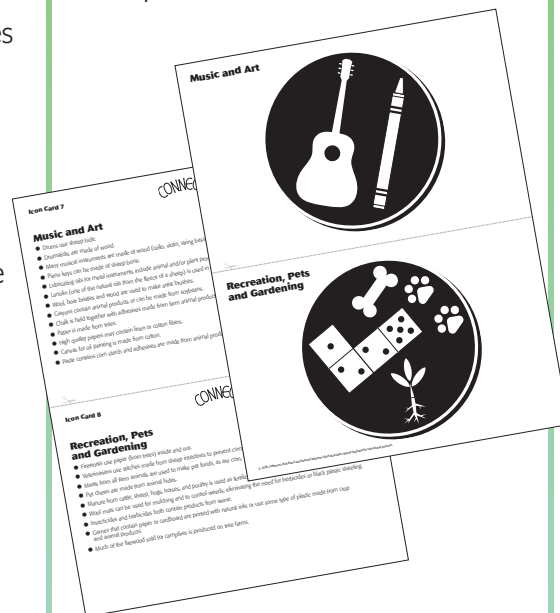 es
e
Music and Art
Recreation, Pets
and Gardening
Icon Card 7
CONNEC
Music and Art
Drums use sheep hide.
Drumsticks are made of wood.
Many musical instruments are made of wood (cello, violin, string bass
Piano keys can be made of sheep bone.
Lubricating oils for metal instruments include animal and/or plant pro
Lanolin (one of the natural oils from the fleece of a sheep) is used in
Wool, boar bristles and wood are used to make artist brushes.
Crayons contain animal products or can be made from soybeans.
Chalk is held together with adhesives made from farm animal product
Paper is made from trees.
High quality papers may contain linen or cotton fibers.
Canvas for oil painting is made from cotton.
Paste contains corn starch and adhesives are made from animal produ
Icon Card 8
CONNEC
Recreation, Pets
and Gardening
Fireworks use paper (from trees) inside and out.
Veterinarians use stitches made from sheep intestines to prevent
Meats from all farm animals are used to make pet foods, as are corn,
Pet chews are made from animal hides.
Manure from cattle, sheep, hogs, horses, and poultry is used as
Wool mats can be used for mulching and to control weeds, eliminating the need for herbicides or black plastic sheeting.
Insecticides and herbicides both contain products from swine.
Games that contain paper or cardboard are printed with natural inks or use some type of plastic made from crop
and animal products.
Much of the firewood sold for campfires is produced on tree farms.